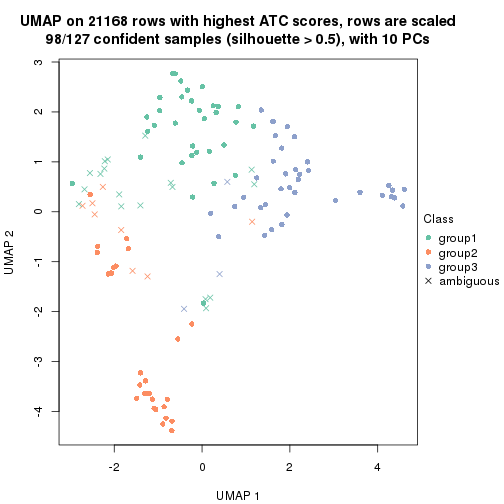 UMAP on 21168 rows with highest ATC scores, rows are scaled
98/127 confident samples (silhouette > 0.5), with 10 PCs
3
2
1
0
-1
-2
-3
-4
UMAP 2
-2
0
2
4
UMAP 1
Class
group1
group2
group3
ambiguous